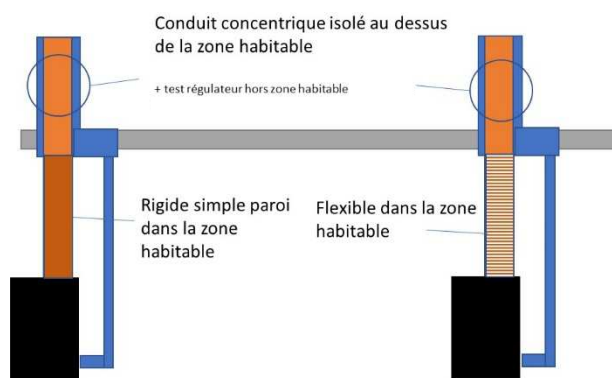 Conduit concentrique isolé au dessus
de la zone habitable
+ test régulateur hors zone habitable
Rigide simple paroi
dans la zone
habitable
Flexible dans la zone
habitable